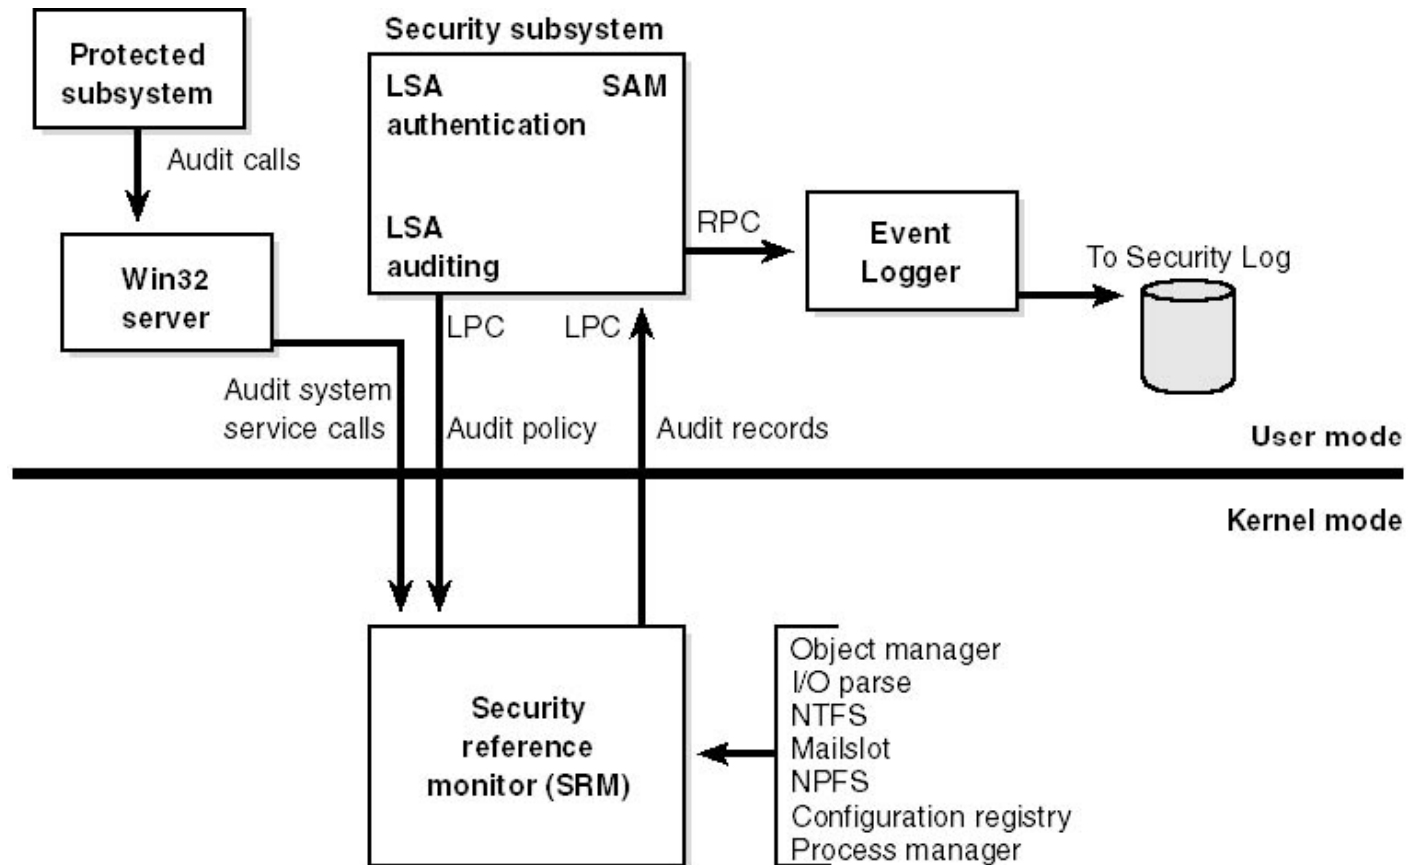 Protected
subsystem
Audit calls
Win32
server
Security subsystem
LSA SAM
authentication
LSA
auditing
RPC
Event
Logger
To Security Log
LPC LPC
Audit system
service calls
Audit policy
Audit records
User mode
Kernel mode
Security
reference
monitor (SRM)
Object manager
I/O parse
NTFS
Mailslot
NPFS
Configuration registry
Process manager